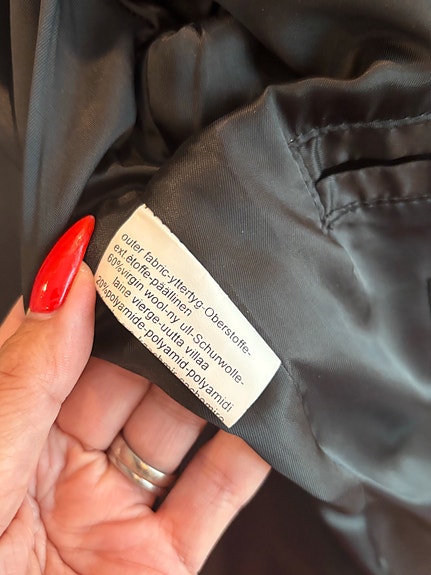 outer fabric-yttertyg-Oberstoffe-
ext.étoffe-päällinen
60%virgin wool-ny ull-Schurwolle-
laine vierge-uutta villaa
20%polyamide-polyamid-polyamidi